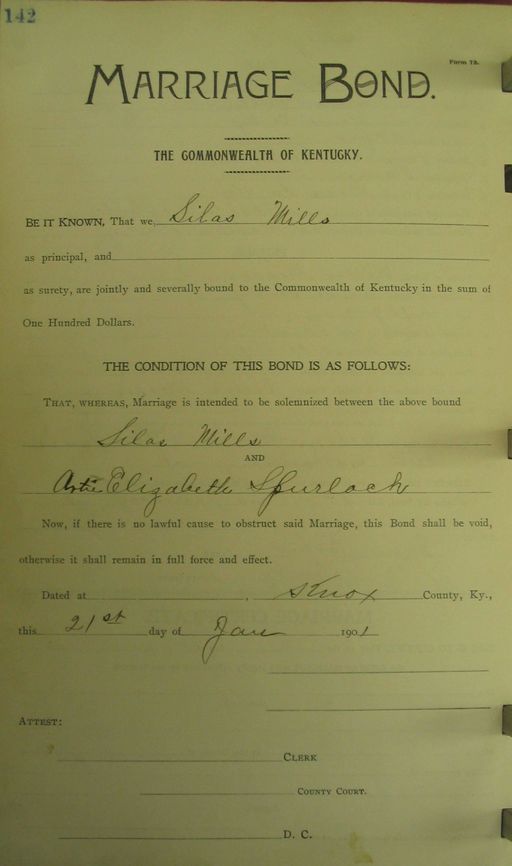 142
Form 73.
MARRIAGE BOND.
THE COMMONWEALTH OF KENTUCKY.
BE IT KNOWN, That we, Silas Mills
as principal, and
as surety, are jointly and severally bound to the Commonwealth of Kentucky in the sum of
One Hundred Dollars.
THE CONDITION OF THIS BOND IS AS FOLLOWS:
THAT, WHEREAS, Marriage is intended to be solemnized between the above bound
Silas Mills
AND
Artie Elizabeth Spurlock
Now, if there is no lawful cause to obstruct said Marriage, this Bond shall be void,
otherwise it shall remain in full force and effect.
Dated at Knox County, Ky.,
this 21st day of Jan 1901
ATTEST:
CLERK
COUNTY COURT.
D. C.